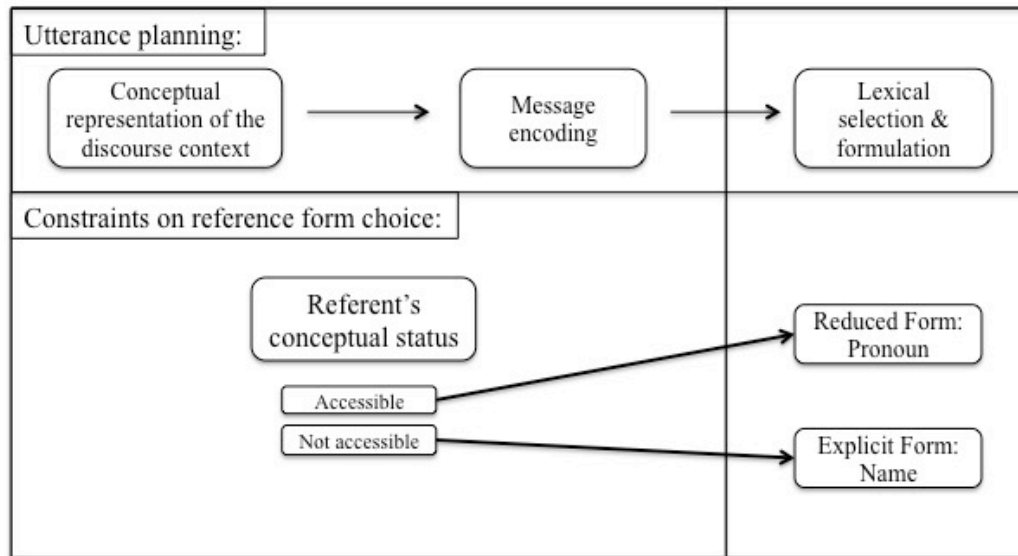 Utterance planning:
Conceptual
representation of the
discourse context
Message
encoding
Lexical
selection &
formulation
Constraints on reference form choice:
Referent's
conceptual status
Accessible
Not accessible
Reduced Form:
Pronoun
Explicit Form:
Name